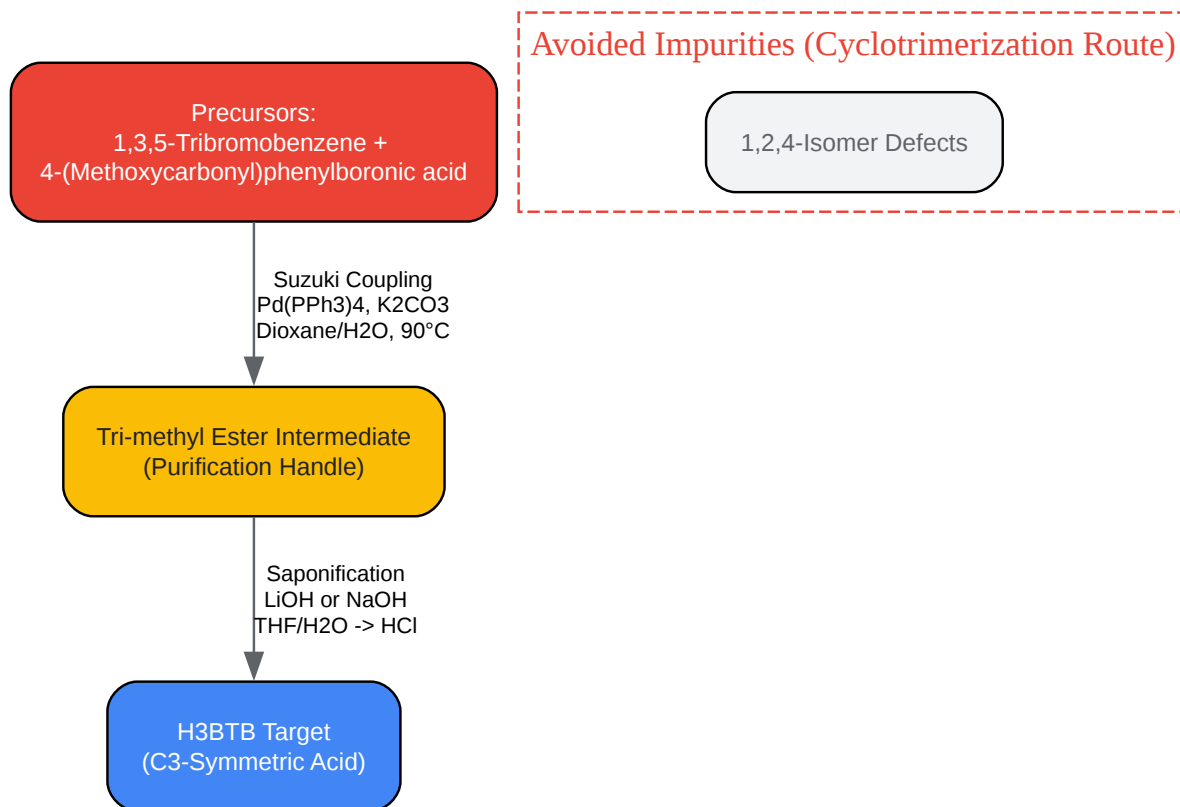 Avoided Impurities (Cyclotrimerization Route)
1,2,4-Isomer Defects
Precursors:
1,3,5-Tribromobenzene +
4-(Methoxycarbonyl)phenylboronic acid
Suzuki Coupling
Pd(PPh3)4, K2CO3
Dioxane/H2O, 90°C
Tri-methyl Ester Intermediate
(Purification Handle)
Saponification
LiOH or NaOH
THF/H2O -> HCl
H3BTB Target
(C3-Symmetric Acid)